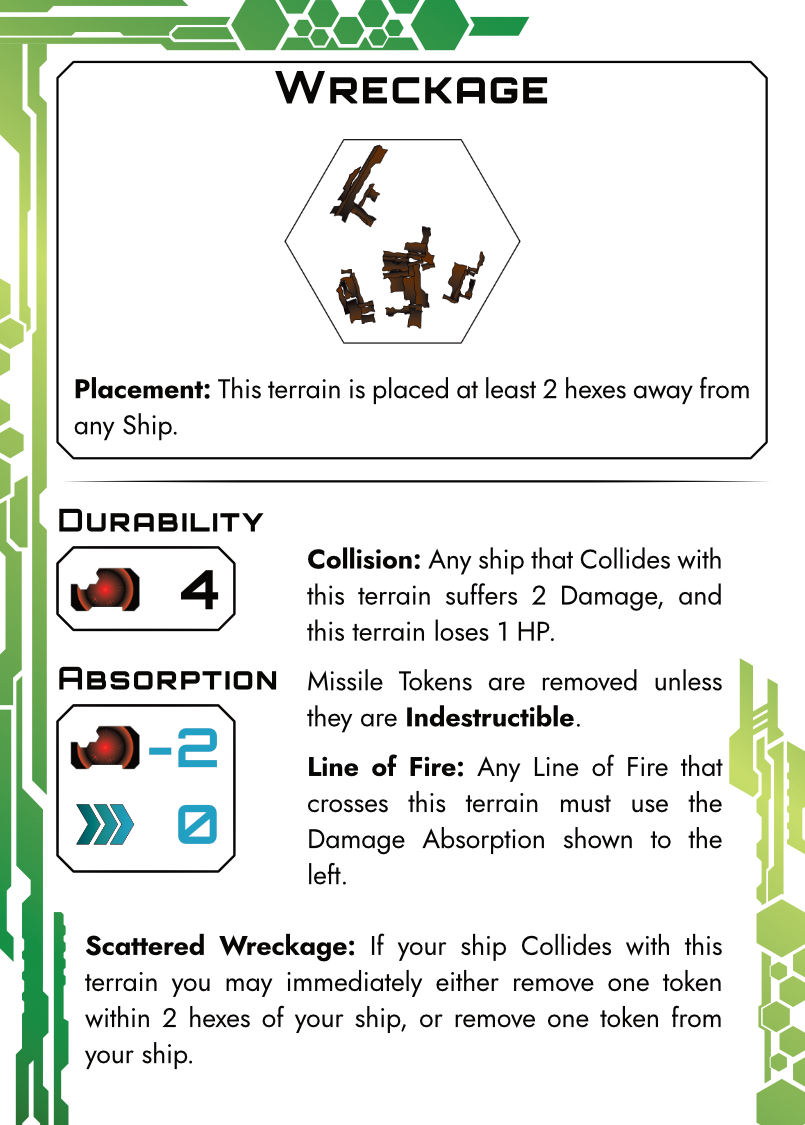 WRECKAGE
Placement: This terrain is placed at least 2 hexes away from
any Ship.
DURABILITY
4
ABSORPTION
-2
0
Collision: Any ship that Collides with
this terrain suffers 2 Damage, and
this terrain loses 1 HP.
Missile Tokens are removed unless
they are Indestructible.
Line of Fire: Any Line of Fire that
crosses this terrain must use the
Damage Absorption shown to the
left.
Scattered Wreckage: If your ship Collides with this
terrain you may immediately either remove one token
within 2 hexes of your ship, or remove one token from
your ship.